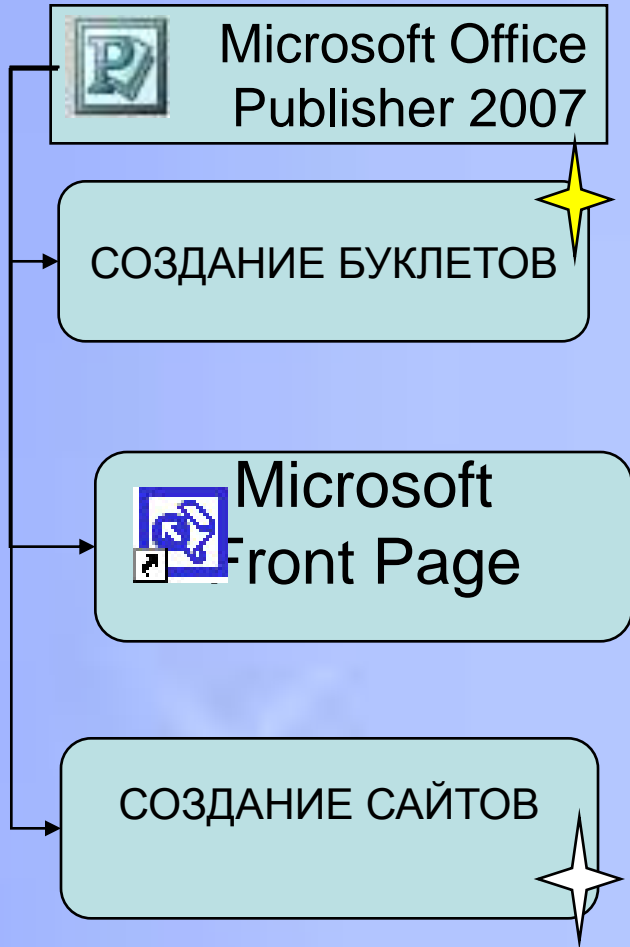 Microsoft Office
Publisher 2007
СОЗДАНИЕ БУКЛЕТОВ
Microsoft
Front Page
СОЗДАНИЕ САЙТОВ